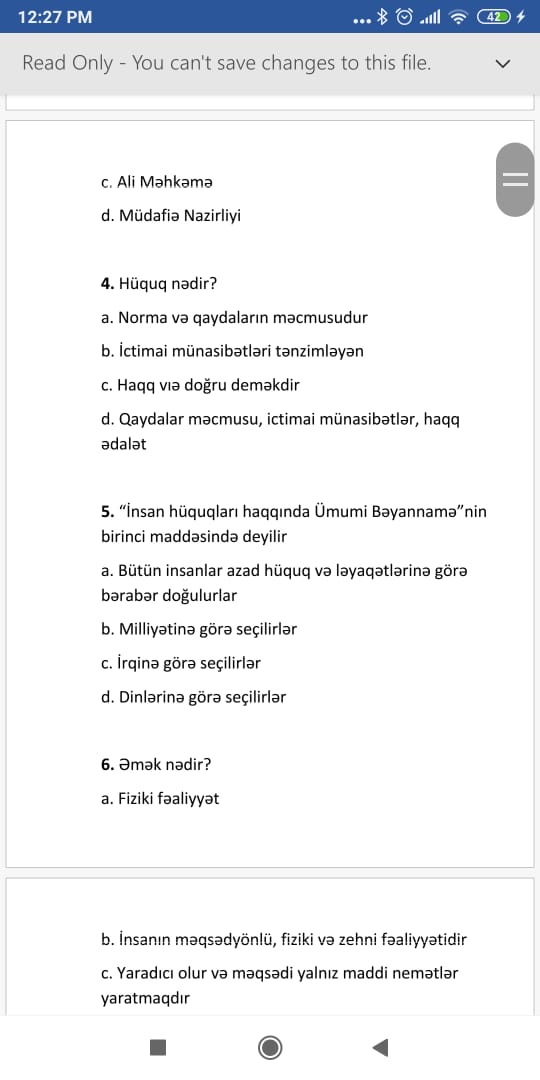 12:27 PM
42
Read Only - You can't save changes to this file.
c. Ali Məhkəmə
d. Müdafiə Nazirliyi
4. Hüquq nədir?
a. Norma və qaydaların məcmusudur
b. İctimai münasibətləri tənzimləyən
c. Haqq vıə doğru deməkdir
d. Qaydalar məcmusu, ictimai münasibətlər, haqq
ədalət
5. “İnsan hüquqları haqqında Ümumi Bəyannamə”nin
birinci maddəsində deyilir
a. Bütün insanlar azad hüquq və ləyaqətlərinə görə
bərabər doğulurlar
b. Milliyətinə görə seçilirlər
c. İrqinə görə seçilirlər
d. Dinlərinə görə seçilirlər
6. Əmək nədir?
a. Fiziki fəaliyyət
b. İnsanın məqsədyönlü, fiziki və zehni fəaliyyətidir
c. Yaradıcı olur və məqsədi yalnız maddi nemətlər
yaratmaqdır